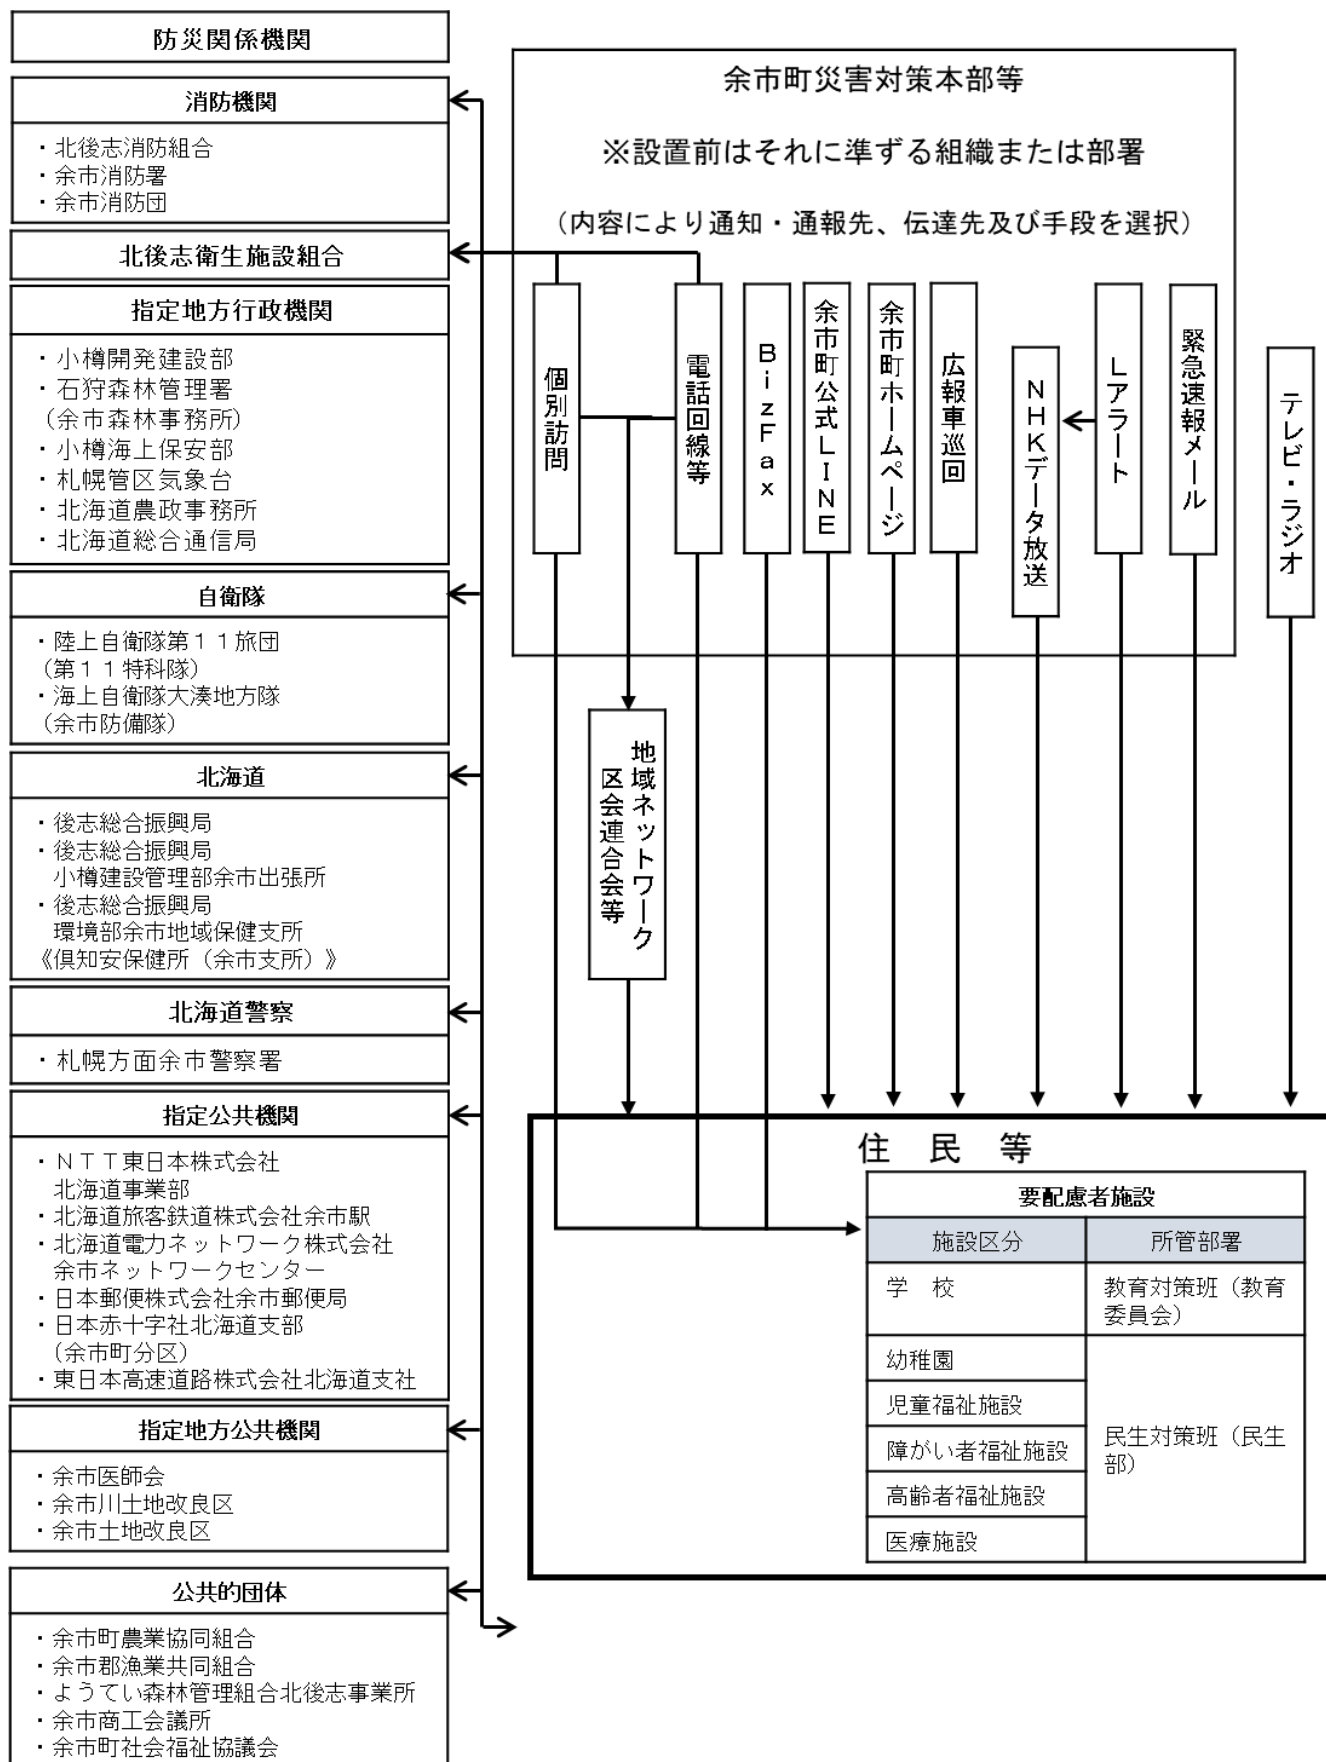 防災関係機関
消防機関
・北後志消防組合
・余市消防署
・余市消防団
北後志衛生施設組合
指定地方行政機関
・小樽開発建設部
・石狩森林管理署
（余市森林事務所）
・小樽海上保安部
・札幌管区気象台
・北海道農政事務所
・北海道総合通信局
自衛隊
・陸上自衛隊第１１旅団
（第１１特科隊）
・海上自衛隊大湊地方隊
（余市防備隊）
北海道
・後志総合振興局
・後志総合振興局
小樽建設管理部余市出張所
・後志総合振興局
環境部余市地域保健支所
《倶知安保健所（余市支所）》
北海道警察
・札幌方面余市警察署
指定公共機関
・ＮＴＴ東日本株式会社
北海道事業部
・北海道旅客鉄道株式会社余市駅
・北海道電力ネットワーク株式会社
余市ネットワークセンター
・日本郵便株式会社余市郵便局
・日本赤十字社北海道支部
（余市町分区）
・東日本高速道路株式会社北海道支社
指定地方公共機関
・余市医師会
・余市川土地改良区
・余市土地改良区
公共的団体
・余市町農業協同組合
・余市郡漁業共同組合
・ようてい森林管理組合北後志事業所
・余市商工会議所
・余市町社会福祉協議会
余市町災害対策本部等
※設置前はそれに準ずる組織または部署
（内容により通知・通報先、伝達先及び手段を選択）
個別訪問
電話回線等
ＢｉｚＦａｘ
余市町公式ＬＩＮＥ
余市町ホームページ
広報車巡回
ＮＨＫデータ放送
Ｌアラート
緊急速報メール
テレビ・ラジオ
地域ネットワーク
区会連合会等
住　民　等
要配慮者施設
施設区分
所管部署
学　校
教育対策班（教育
委員会）
幼稚園
児童福祉施設
障がい者福祉施設
高齢者福祉施設
医療施設
民生対策班（民生
部）